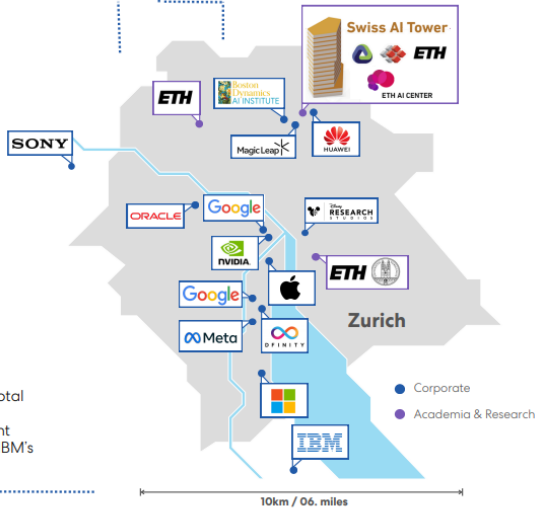 Swiss AI Tower
ETH
ETH AI CENTER
ETH
Boston
Dynamics
AI INSTITUTE
Magic Leap
HUAWEI
SONY
ORACLE
Google
Disney
RESEARCH
STUDIOS
NVIDIA
ETH
Google
Zurich
Meta
DFINITY
otal
Corporate
nt
Academia & Research
BM's
IBM
10km / 06. miles